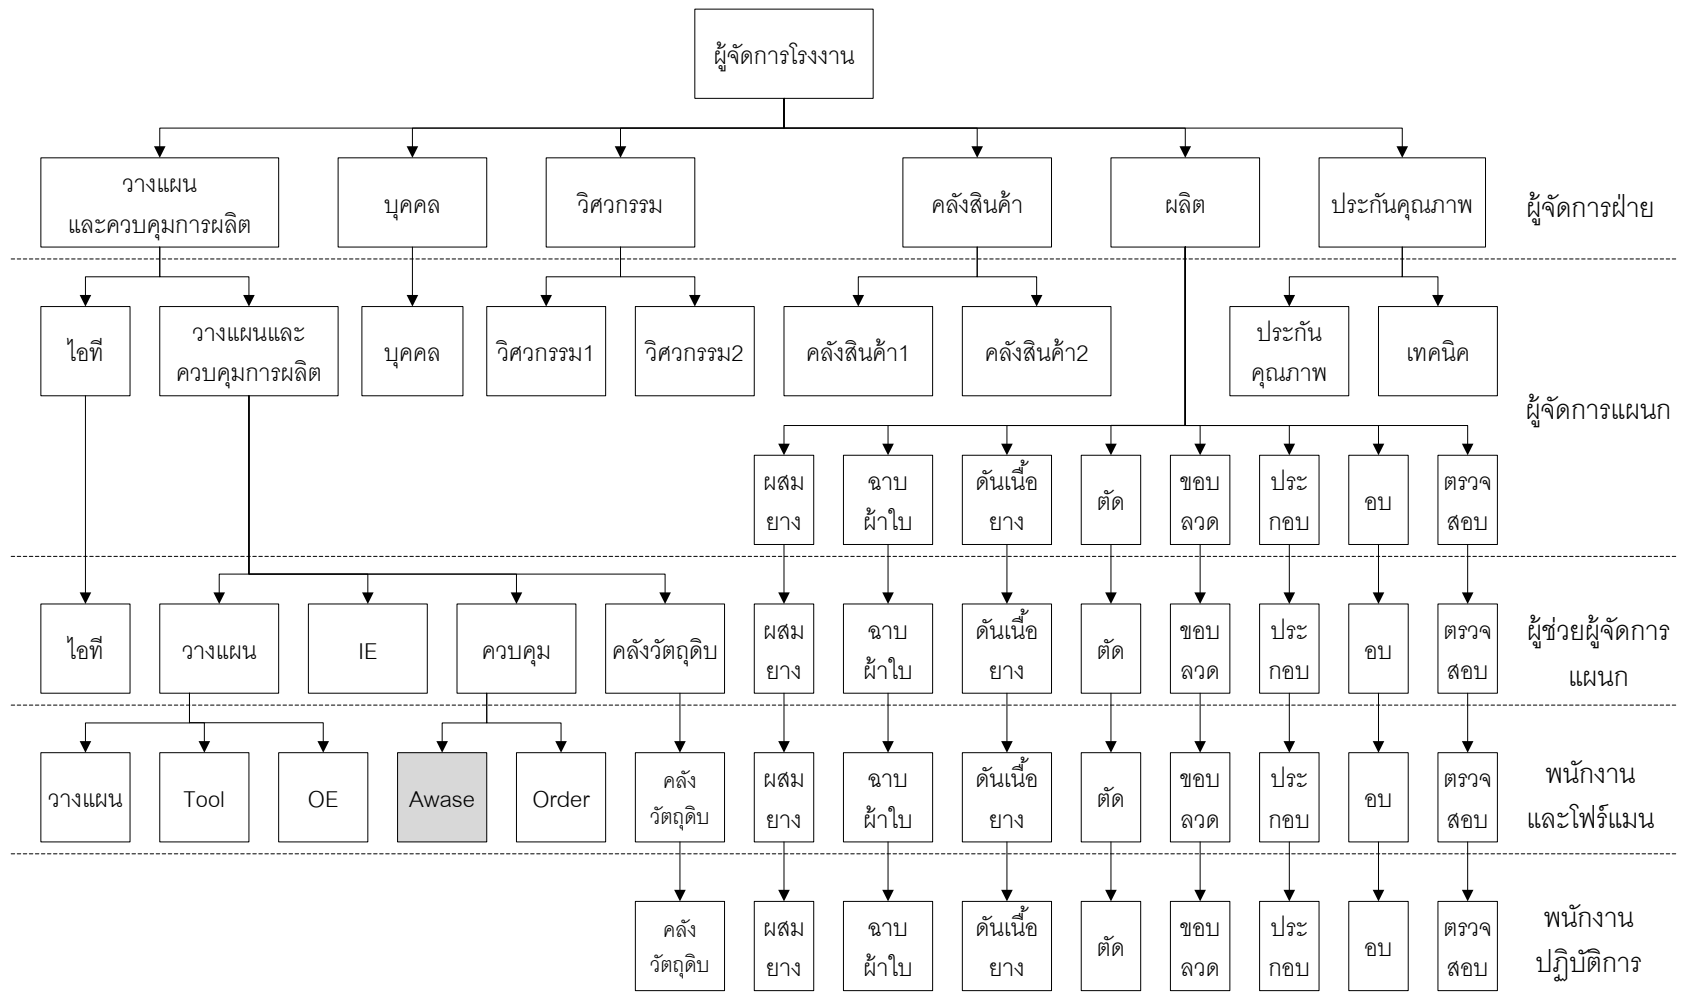 ผู้จัดการโรงงาน
วางแผน
และควบคุมการผลิต
บุคคล
วิศวกรรม
คลังสินค้า
ผลิต
ประกันคุณภาพ
ผู้จัดการฝ่าย
ไอที
วางแผนและ
ควบคุมการผลิต
บุคคล
วิศวกรรม1
วิศวกรรม2
คลังสินค้า1
คลังสินค้า2
ประกัน
คุณภาพ
เทคนิค
ผู้จัดการแผนก
ผสม
ยาง
ฉาบ
ผ้าใบ
ดันเนื้อ
ยาง
ตัด
ขอบ
ลวด
ประ
กอบ
อบ
ตรวจ
สอบ
ไอที
วางแผน
IE
ควบคุม
คลังวัตถุดิบ
ผสม
ยาง
ฉาบ
ผ้าใบ
ดันเนื้อ
ยาง
ตัด
ขอบ
ลวด
ประ
กอบ
อบ
ตรวจ
สอบ
ผู้ช่วยผู้จัดการ
แผนก
วางแผน
Tool
OE
Awase
Order
คลัง
วัตถุดิบ
ผสม
ยาง
ฉาบ
ผ้าใบ
ดันเนื้อ
ยาง
ตัด
ขอบ
ลวด
ประ
กอบ
อบ
ตรวจ
สอบ
พนักงาน
และโฟร์แมน
คลัง
วัตถุดิบ
ผสม
ยาง
ฉาบ
ผ้าใบ
ดันเนื้อ
ยาง
ตัด
ขอบ
ลวด
ประ
กอบ
อบ
ตรวจ
สอบ
พนักงาน
ปฏิบัติการ